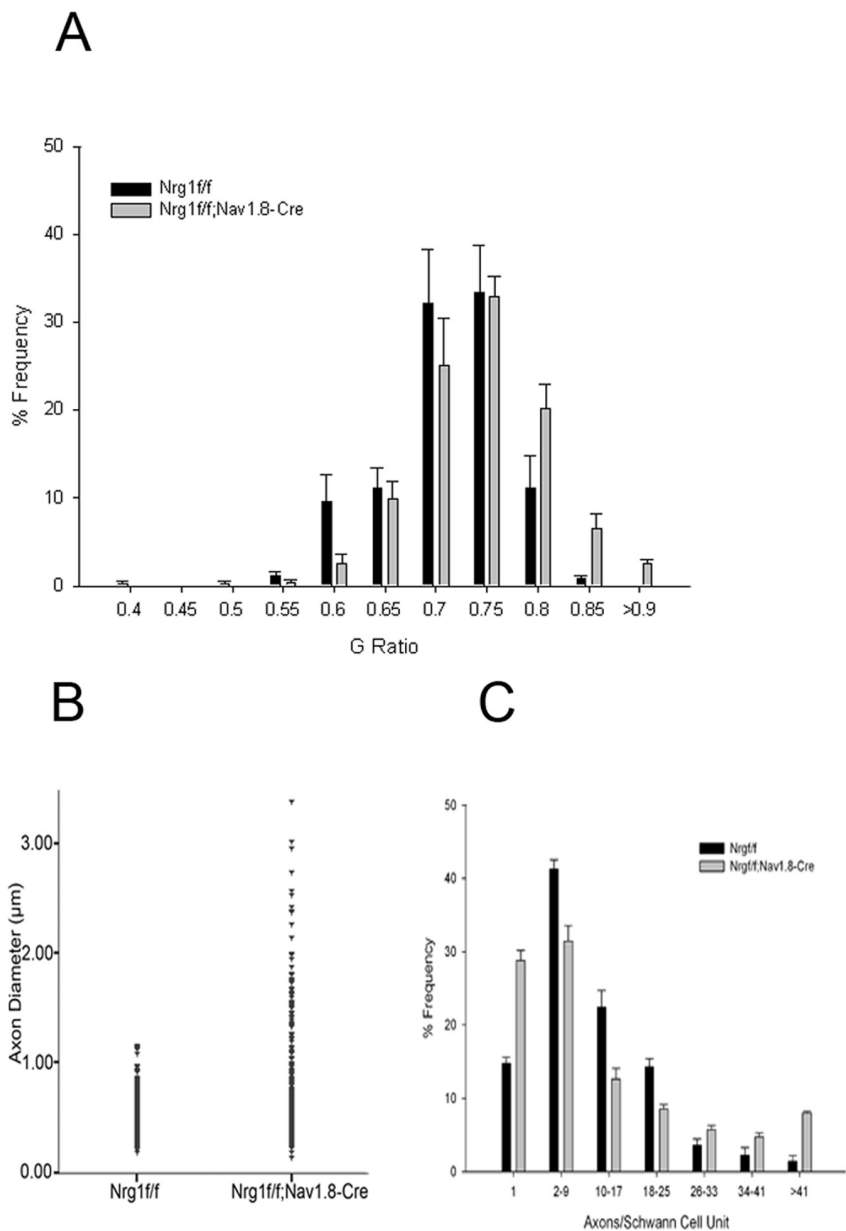 A
50
40
30
20
10
0
% Frequency
Nrg1f/f
Nrg1f/f;Nav1.8-Cre
0.4 0.45 0.5 0.55 0.6 0.65 0.7 0.75 0.8 0.85 >0.9
G Ratio
B
3.00
2.00
1.00
0.00
Axon Diameter (µm)
Nrg1f/f Nrg1f/f;Nav1.8-Cre
C
50
40
30
20
10
0
% Frequency
Nrgf/f
Nrgf/f;Nav1.8-Cre
1 2-9 10-17 18-25 26-33 34-41 >41
Axons/Schwann Cell Unit